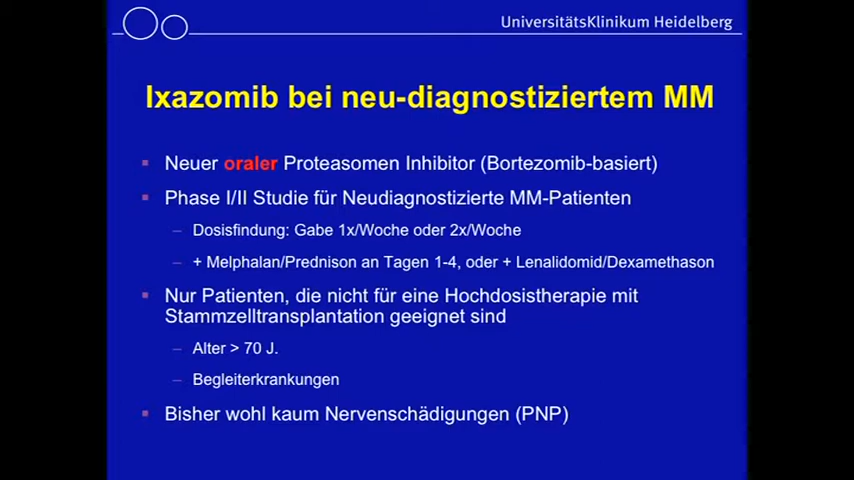 UniversitätsKlinikum Heidelberg
Ixazomib bei neu-diagnostiziertem MM
Neuer oraler Proteasomen Inhibitor (Bortezomib-basiert)
Phase I/II Studie für Neudiagnostizierte MM-Patienten
– Dosisfindung: Gabe 1x/Woche oder 2x/Woche
– + Melphalan/Prednison an Tagen 1-4, oder + Lenalidomid/Dexamethason
Nur Patienten, die nicht für eine Hochdosistherapie mit
Stammzelltransplantation geeignet sind
– Alter > 70 J.
– Begleiterkrankungen
Bisher wohl kaum Nervenschädigungen (PNP)